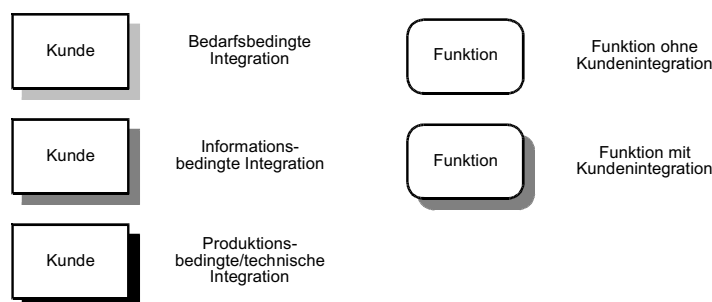 Kunde
Bedarfsbedingte
Integration
Funktion
Funktion ohne
Kundenintegration
Kunde
Informations-
bedingte Integration
Funktion
Funktion mit
Kundenintegration
Kunde
Produktions-
bedingte/technische
Integration